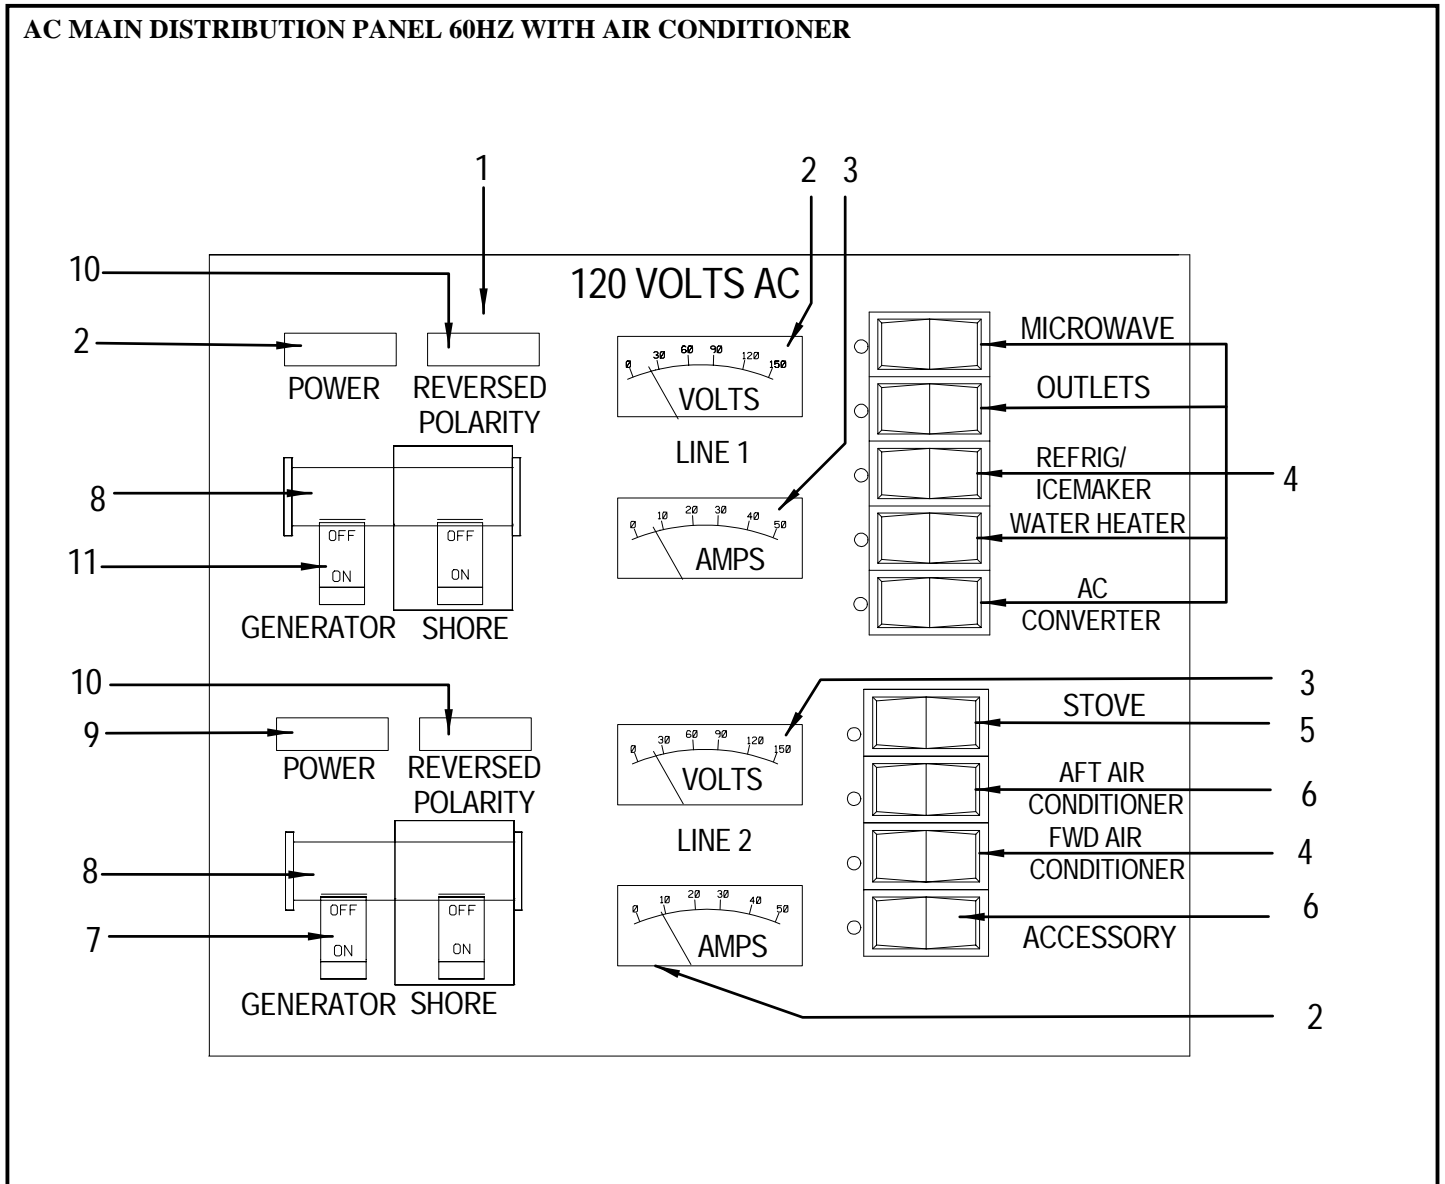 AC MAIN DISTRIBUTION PANEL 60HZ WITH AIR CONDITIONER
1
2 3
10
120 VOLTS AC
2
POWER
REVERSED
POLARITY
0 30 60 90 120 150
VOLTS
LINE 1
MICROWAVE
OUTLETS
REFRIG/
ICEMAKER
4
WATER HEATER
AC
CONVERTER
8
11
OFF
ON
OFF
ON
GENERATOR SHORE
0 10 20 30 40 50
AMPS
10
9
POWER
REVERSED
POLARITY
0 30 60 90 120 150
VOLTS
LINE 2
3
STOVE
5
AFT AIR
CONDITIONER
6
FWD AIR
CONDITIONER
4
6
ACCESSORY
8
7
OFF
ON
OFF
ON
GENERATOR SHORE
0 10 20 30 40 50
AMPS
2